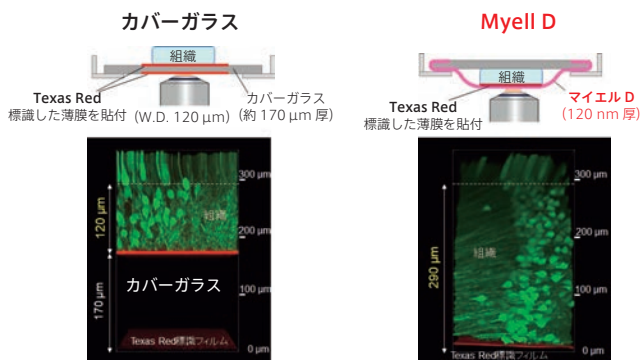 カバーガラス
組織
Texas Red
標識した薄膜を貼付
(W.D. 120 μm)
カバーガラス
(約 170 μm 厚)
300 μm
組織
200 μm
100 μm
0 μm
120 μm
170 μm
カバーガラス
Texas Red標識フィルム
Myell D
組織
Texas Red
標識した薄膜を貼付
マイエル D
(120 nm 厚)
300 μm
組織
200 μm
100 μm
0 μm
290 μm
Texas Red標識フィルム